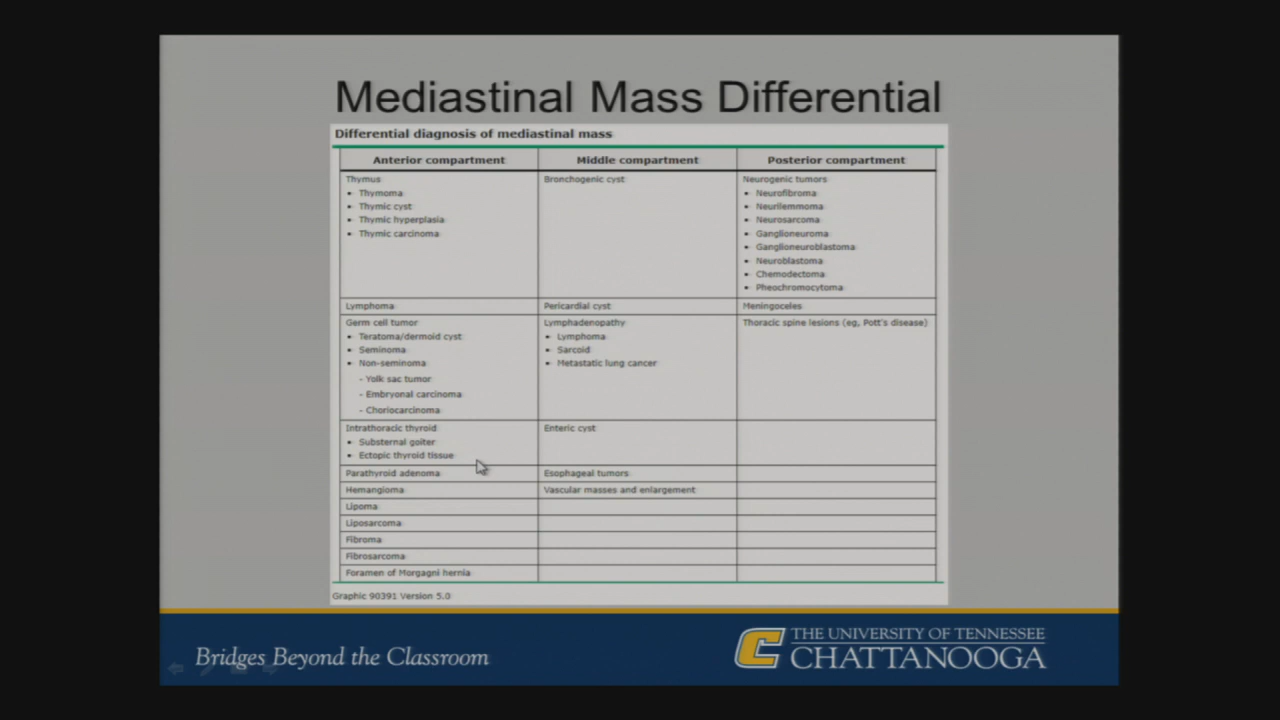 Mediastinal Mass Differential
Differential diagnosis of mediastinal mass
Anterior compartment Middle compartment Posterior compartment
Thymus
• Thymoma
• Thymic cyst
• Thymic hyperplasia
• Thymic carcinoma
Bronchogenic cyst
Neurogenic tumors
• Neurofibroma
• Neurilemmoma
• Neurosarcoma
• Ganglioneuroma
• Ganglioneuroblastoma
• Neuroblastoma
• Chemodectoma
• Pheochromocytoma
Lymphoma
Pericardial cyst
Meningoceles
Germ cell tumor
• Teratoma/dermoid cyst
• Seminoma
• Non-seminoma
- Yolk sac tumor
- Embryonal carcinoma
- Choriocarcinoma
Lymphadenopathy
• Lymphoma
• Sarcoid
• Metastatic lung cancer
Thoracic spine lesions (eg, Pott's disease)
Intrathoracic thyroid
• Substernal goiter
• Ectopic thyroid tissue
Enteric cyst
Parathyroid adenoma
Esophageal tumors
Hemangioma
Vascular masses and enlargement
Lipoma
Liposarcoma
Fibroma
Fibrosarcoma
Foramen of Morgagni hernia
Graphic 90391 Version 5.0
Bridges Beyond the Classroom
C
THE UNIVERSITY OF TENNESSEE
CHATTANOOGA